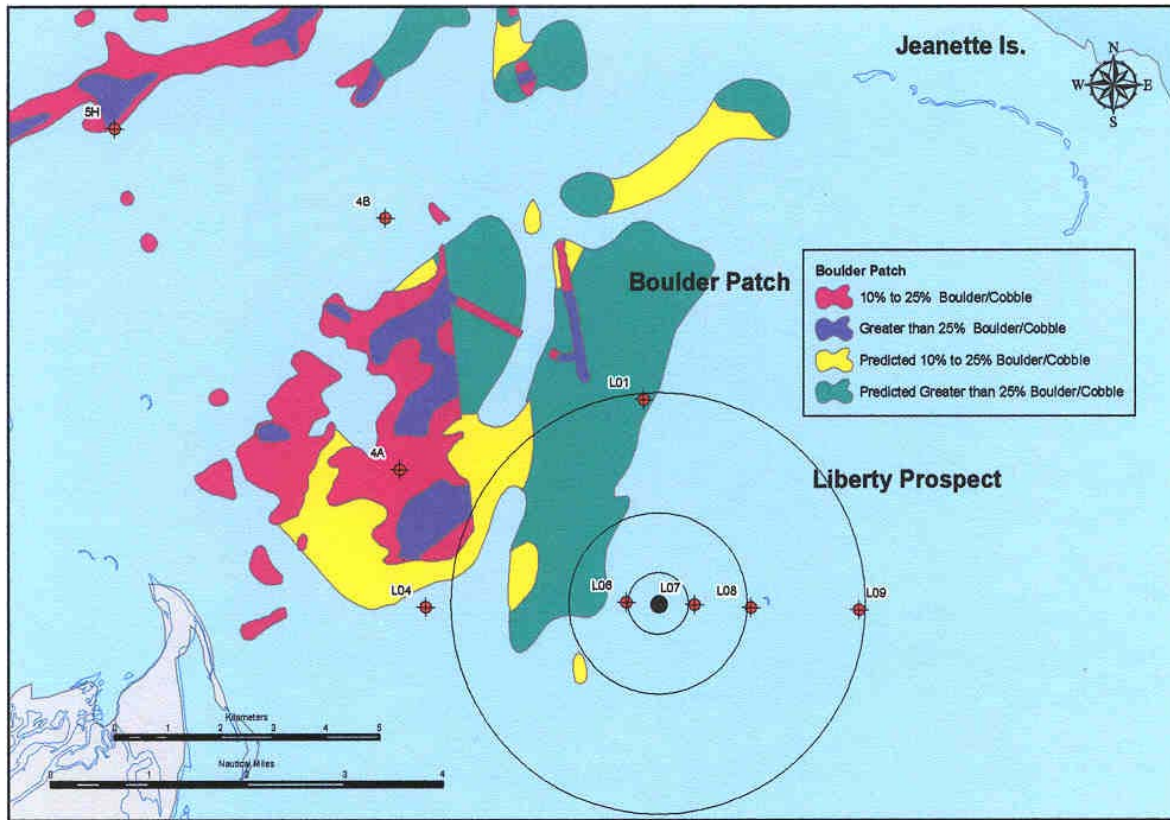 Jeanette Is.
N
W E
S
5H
4B
Boulder Patch
Boulder Patch
10% to 25% Boulder/Cobble
Greater than 25% Boulder/Cobble
Predicted 10% to 25% Boulder/Cobble
Predicted Greater than 25% Boulder/Cobble
L01
4A
Liberty Prospect
L04
L06
L07
L08
L09
Kilometers
0 1 2 3 4 5
Nautical Miles
0 1 2 3 4